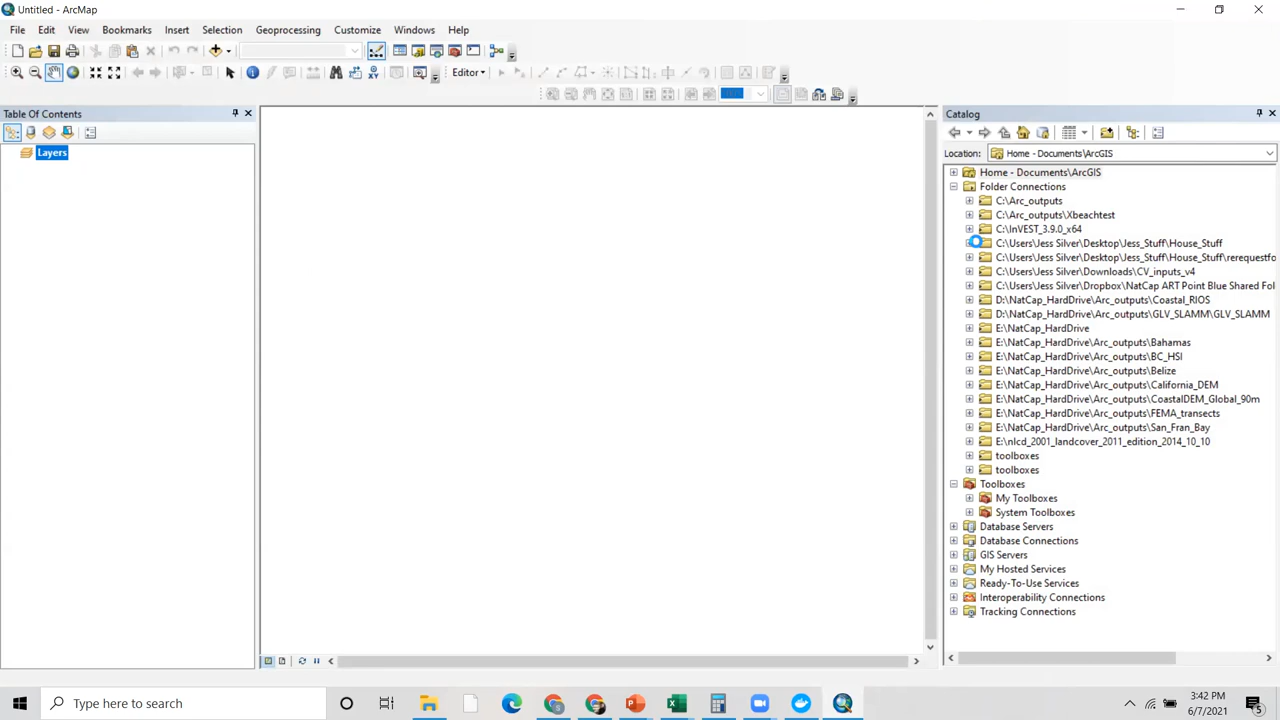 Untitled - ArcMap
File Edit View Bookmarks Insert Selection Geoprocessing Customize Windows Help
Editor
Table Of Contents
Layers
Catalog
Location: Home - Documents\ArcGIS
Home - Documents\ArcGIS
Folder Connections
C:\Arc_outputs
C:\Arc_outputs\Xbeachtest
C:\InVEST_3.9.0_x64
C:\Users\Jess Silver\Desktop\Jess_Stuff\House_Stuff
C:\Users\Jess Silver\Desktop\Jess_Stuff\House_Stuff\rerequestfo
C:\Users\Jess Silver\Downloads\CV_inputs_v4
C:\Users\Jess Silver\Dropbox\NatCap ART Point Blue Shared Fol
D:\NatCap_HardDrive\Arc_outputs\Coastal_RIOS
D:\NatCap_HardDrive\Arc_outputs\GLV_SLAMM\GLV_SLAMM
E:\NatCap_HardDrive
E:\NatCap_HardDrive\Arc_outputs\Bahamas
E:\NatCap_HardDrive\Arc_outputs\BC_HSI
E:\NatCap_HardDrive\Arc_outputs\Belize
E:\NatCap_HardDrive\Arc_outputs\California_DEM
E:\NatCap_HardDrive\Arc_outputs\CoastalDEM_Global_90m
E:\NatCap_HardDrive\Arc_outputs\FEMA_transects
E:\NatCap_HardDrive\Arc_outputs\San_Fran_Bay
E:\nlcd_2001_landcover_2011_edition_2014_10_10
toolboxes
toolboxes
Toolboxes
My Toolboxes
System Toolboxes
Database Servers
Database Connections
GIS Servers
My Hosted Services
Ready-To-Use Services
Interoperability Connections
Tracking Connections
Type here to search
3:42 PM
6/7/2021
5